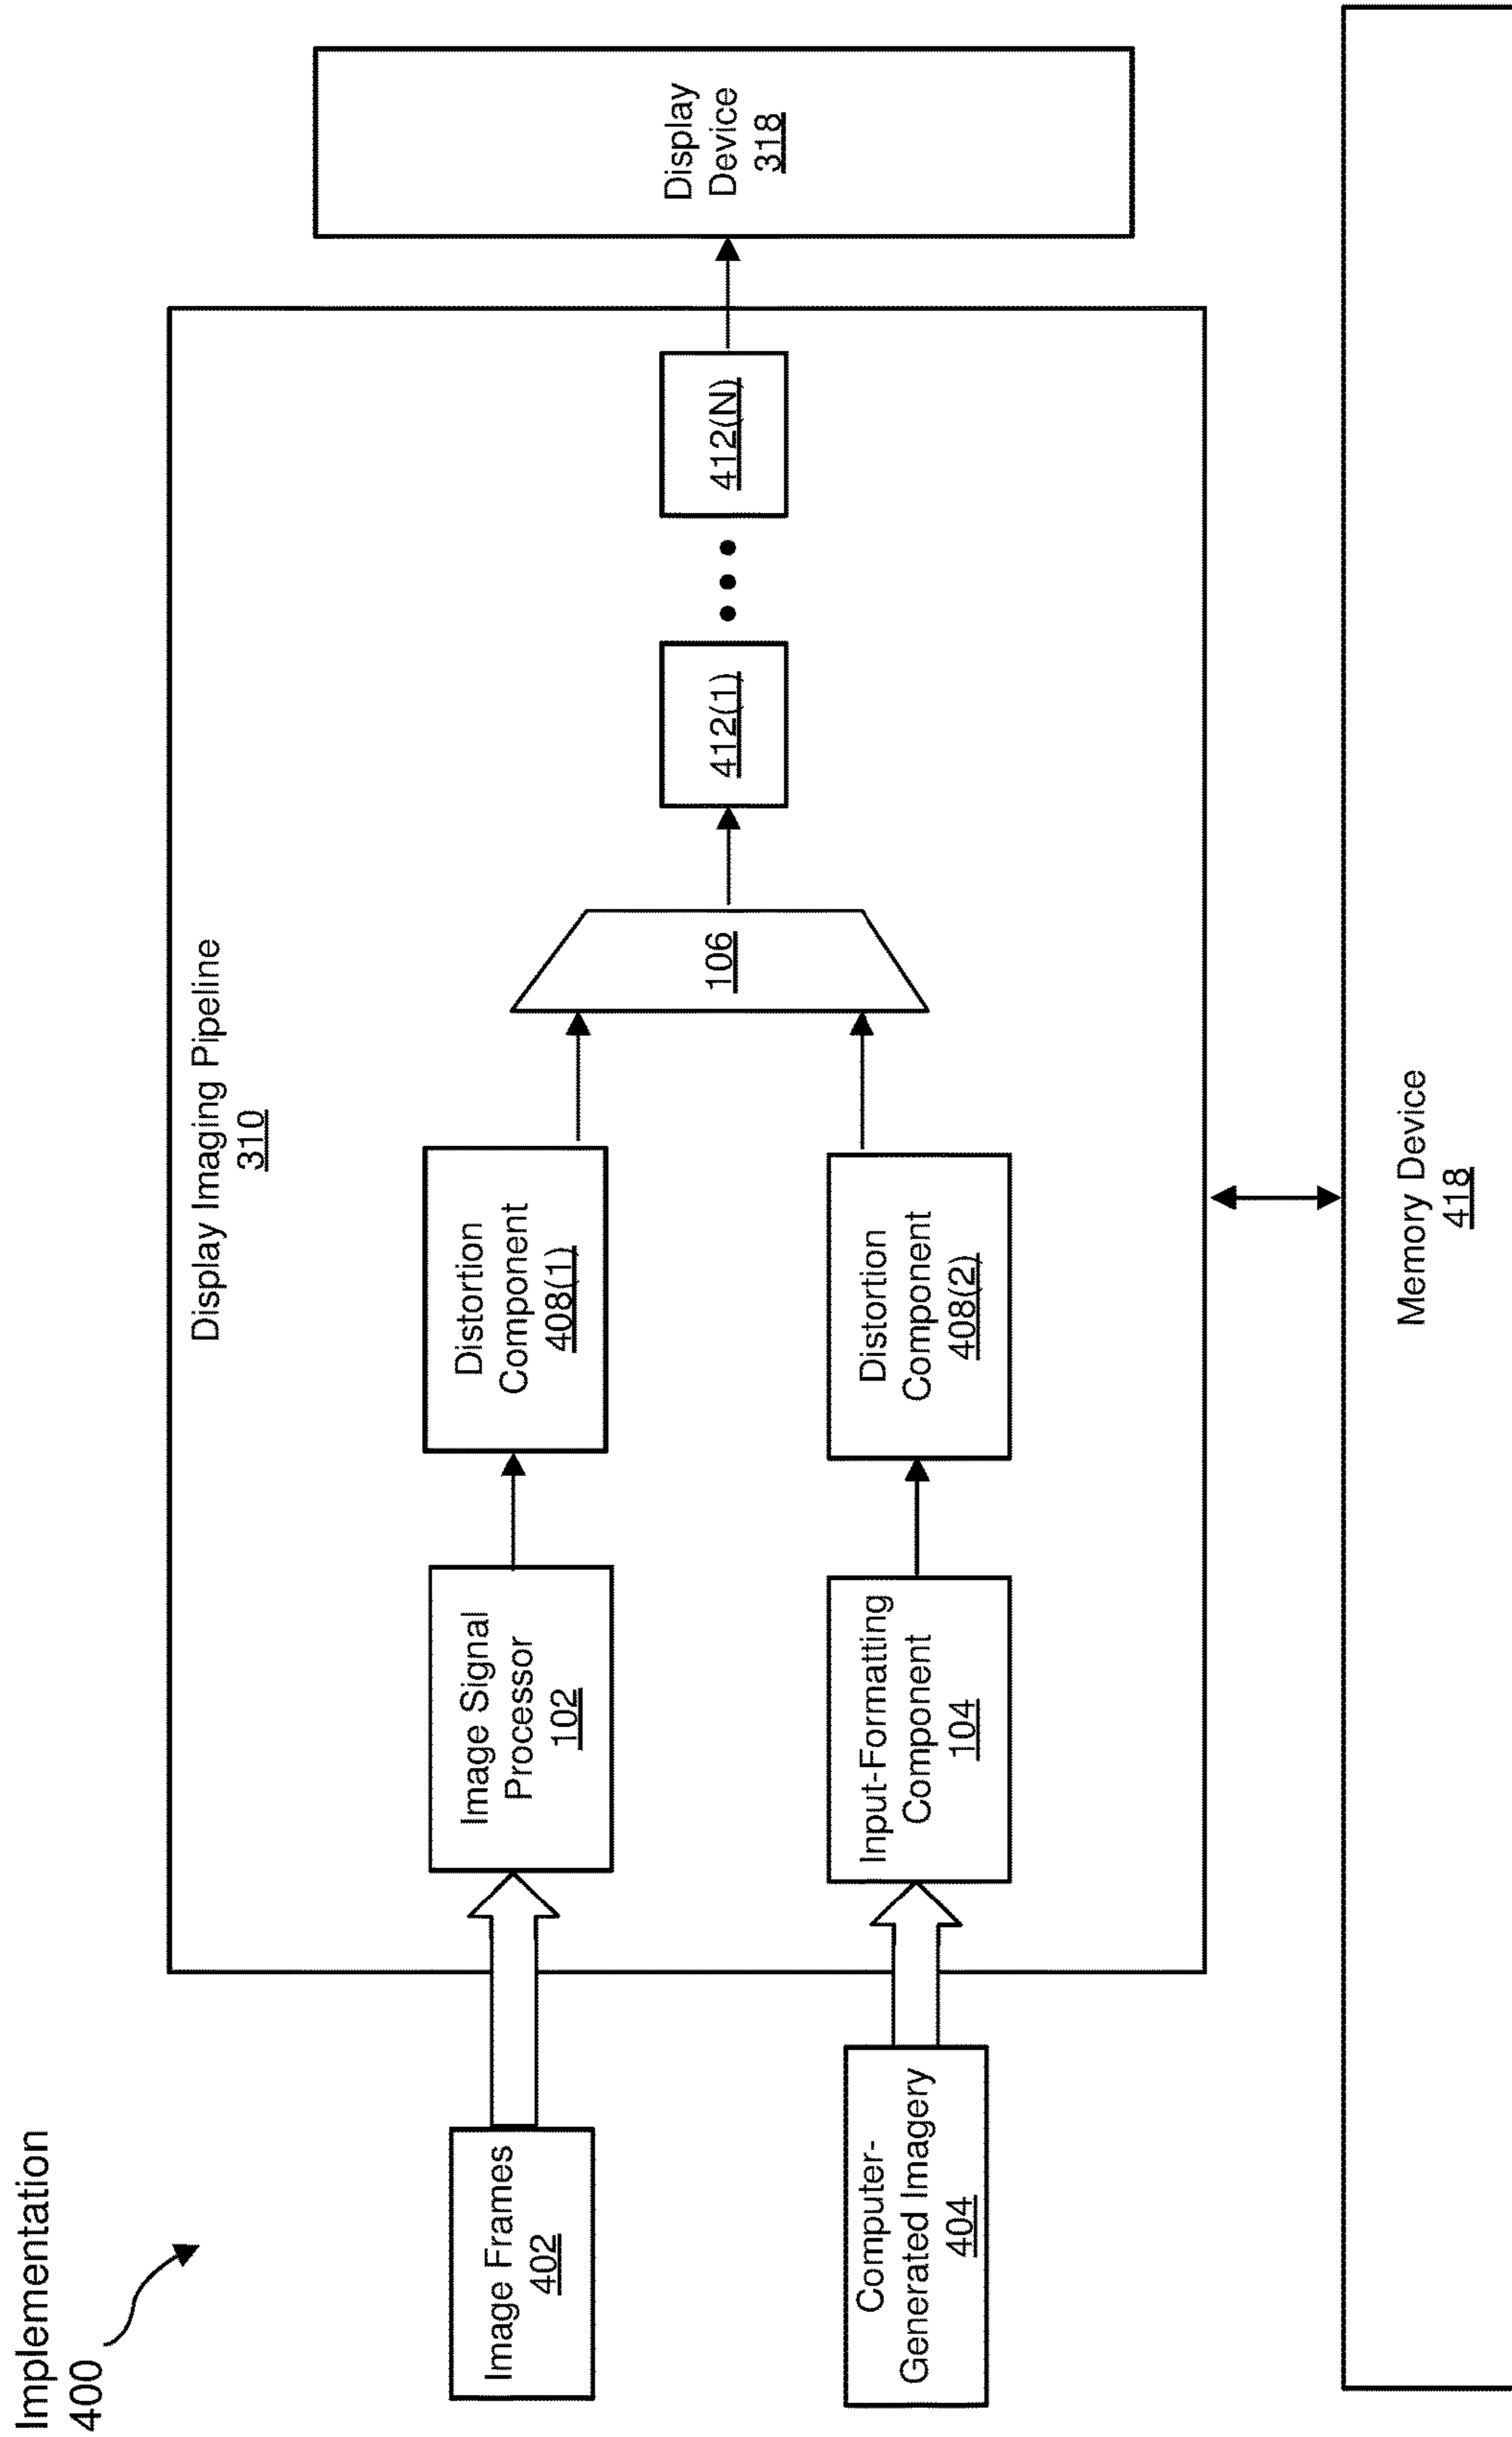 Implementation
400
Display Imaging Pipeline
310
Image Frames
402
Image Signal
Processor
102
Distortion
Component
408(1)
Computer-
Generated Imagery
404
Input-Formatting
Component
104
Distortion
Component
408(2)
106
412(1)
412(N)
Display
Device
318
Memory Device
418